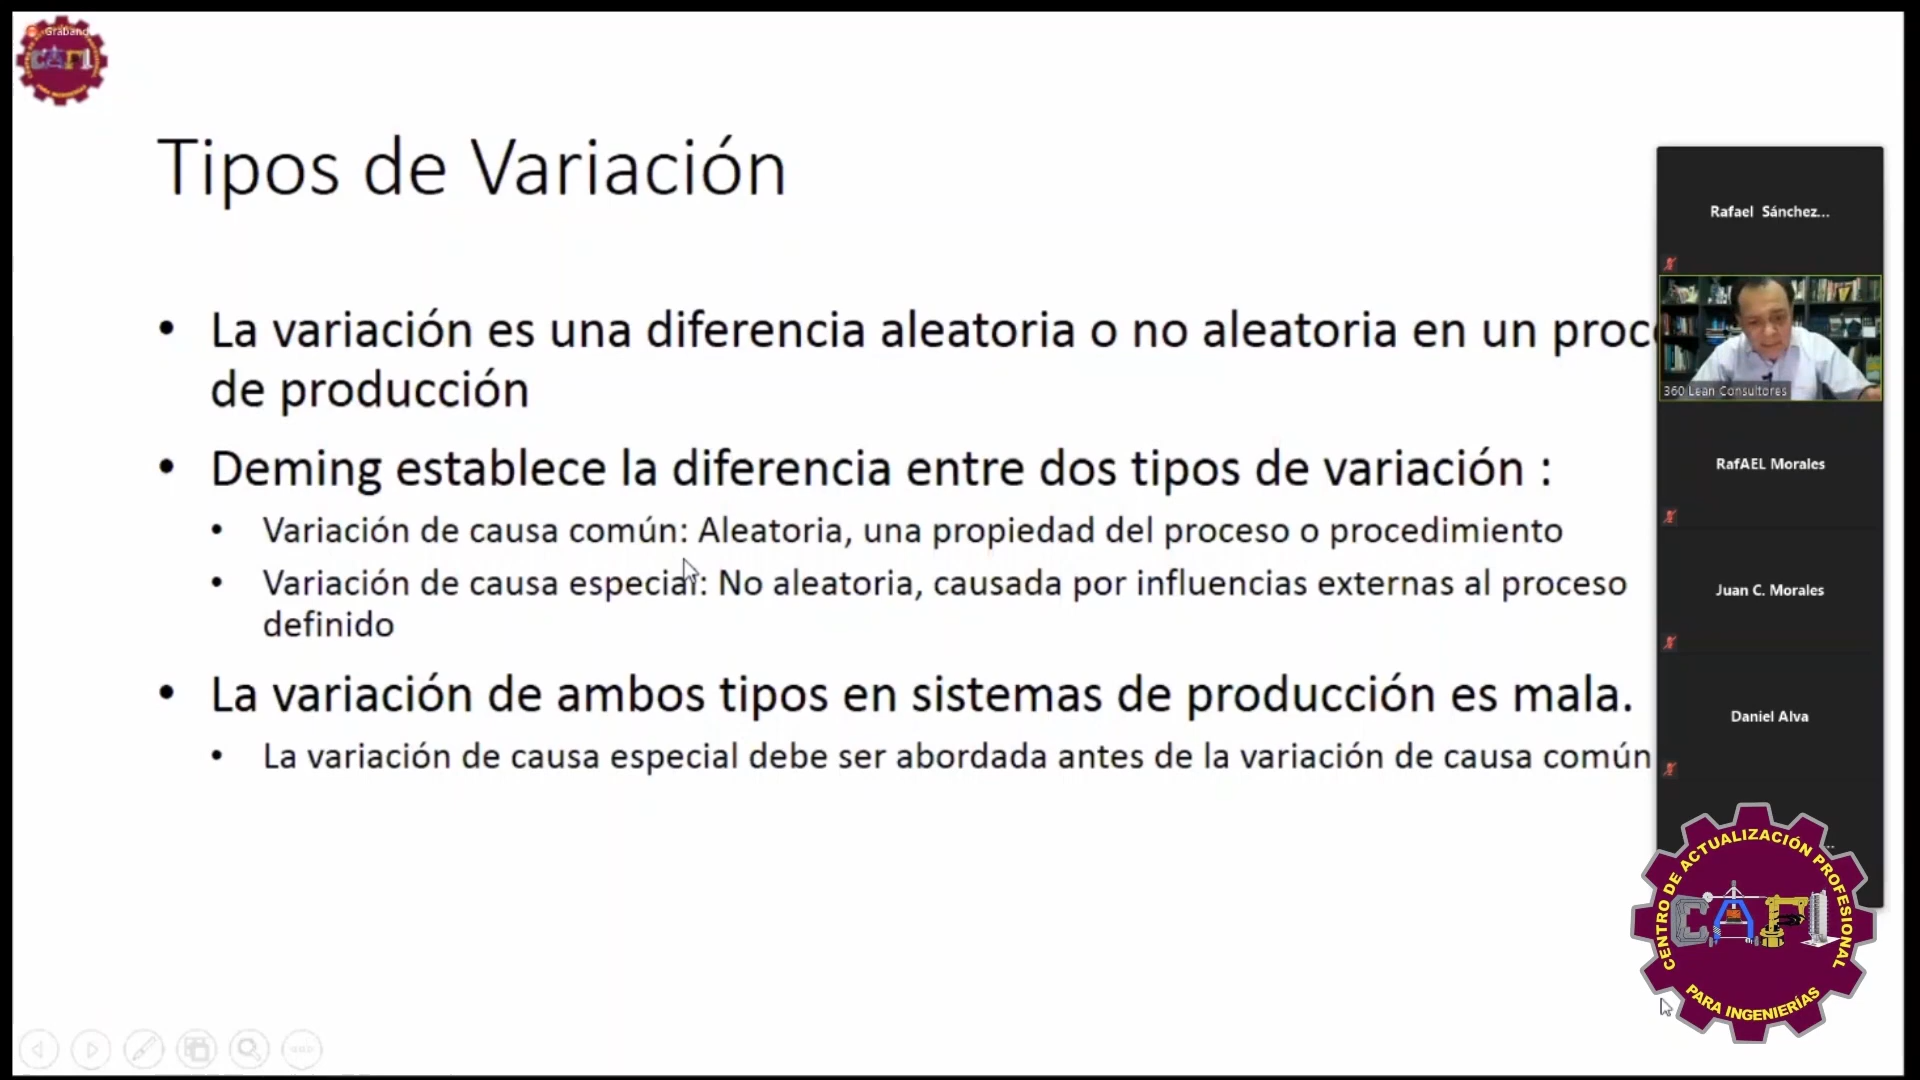 Grabando
Tipos de Variación
• La variación es una diferencia aleatoria o no aleatoria en un proc
de producción
• Deming establece la diferencia entre dos tipos de variación :
• Variación de causa común: Aleatoria, una propiedad del proceso o procedimiento
• Variación de causa especial: No aleatoria, causada por influencias externas al proceso
definido
• La variación de ambos tipos en sistemas de producción es mala.
• La variación de causa especial debe ser abordada antes de la variación de causa común
Rafael Sánchez...
360 Lean Consultores
RafAEL Morales
Juan C. Morales
Daniel Alva
CENTRO DE ACTUALIZACIÓN PROFESIONAL
CAPI
PARA INGENIERÍAS